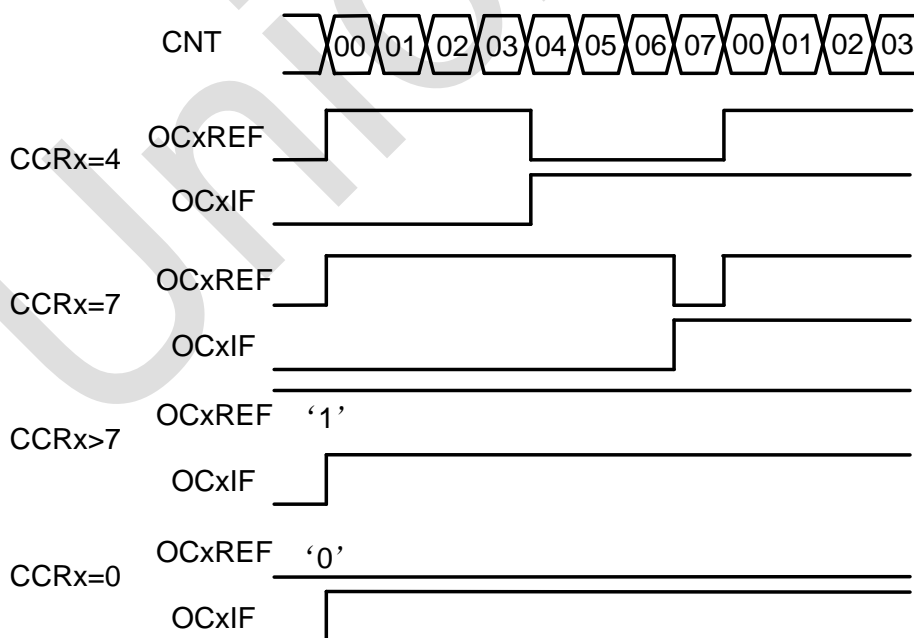 CNT 00 01 02 03 04 05 06 07 00 01 02 03
CCRx=4
OCxREF
OCxIF
CCRx=7
OCxREF
OCxIF
CCRx>7
OCxREF ‘1’
OCxIF
CCRx=0
OCxREF ‘0’
OCxIF